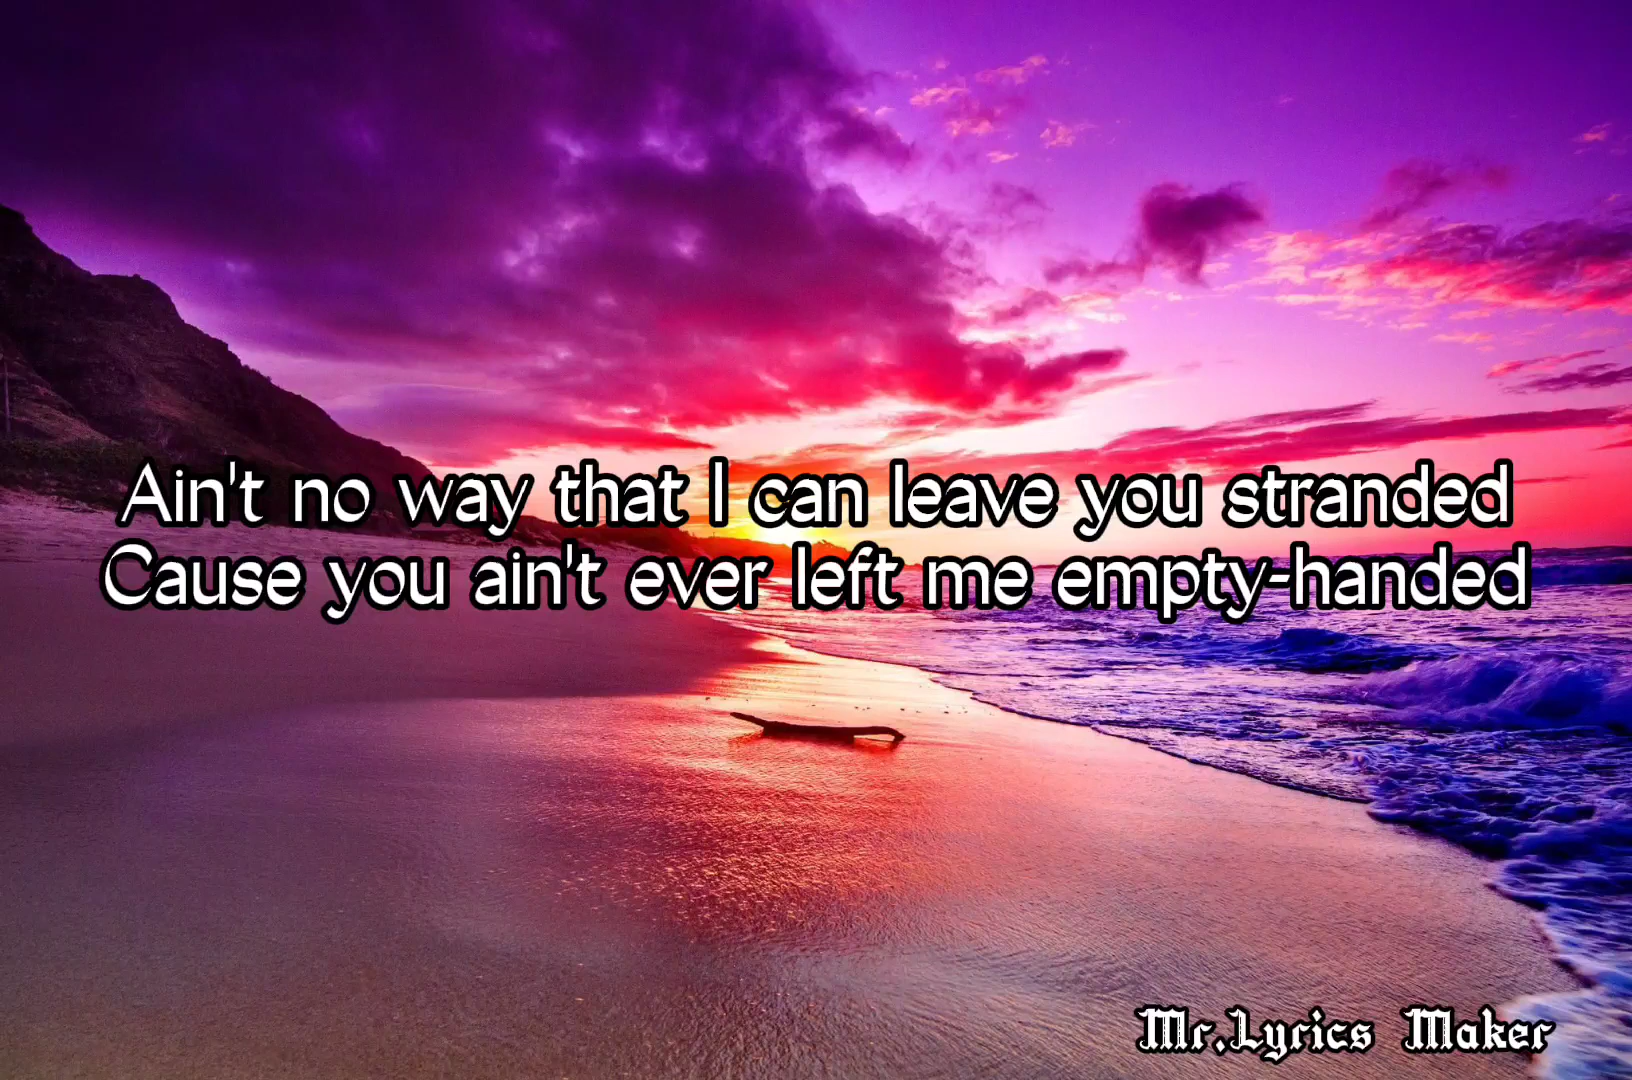 Ain't no way that I can leave you stranded
Cause you ain't ever left me empty-handed
Mr.Lyrics Maker